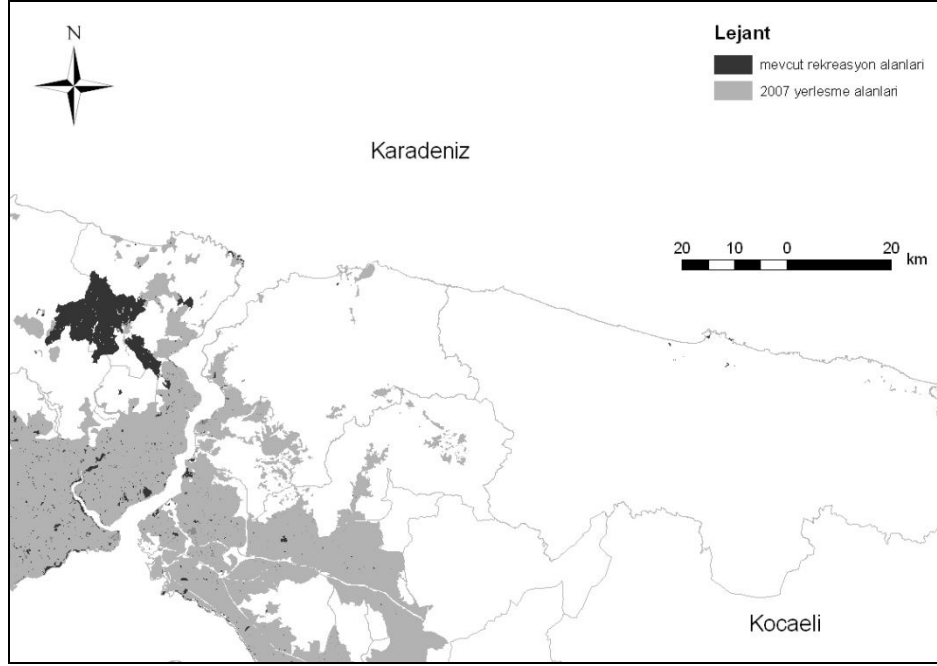 N
Lejant
mevcut rekreasyon alanlari
2007 yerlesme alanlari
Karadeniz
20 10 0 20
km
Kocaeli